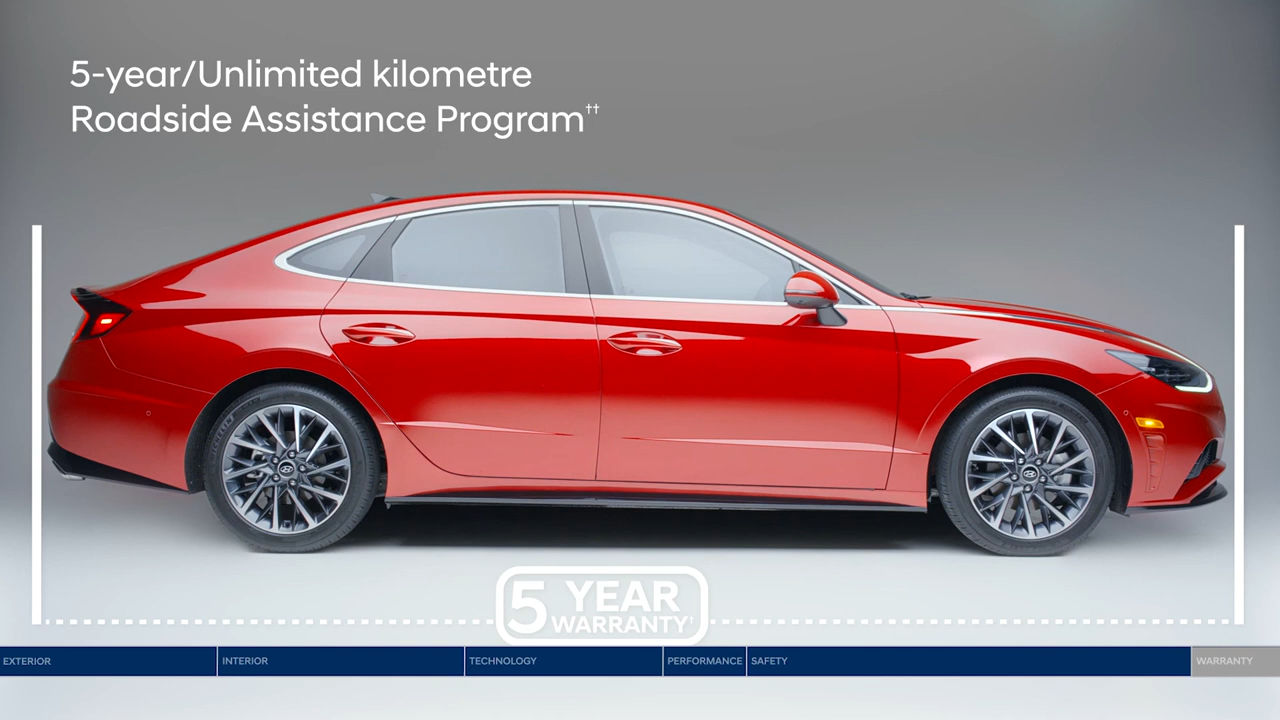 5-year/Unlimited kilometre
Roadside Assistance Program††
5 YEAR
WARRANTY†
EXTERIOR
INTERIOR
TECHNOLOGY
PERFORMANCE
SAFETY
WARRANTY